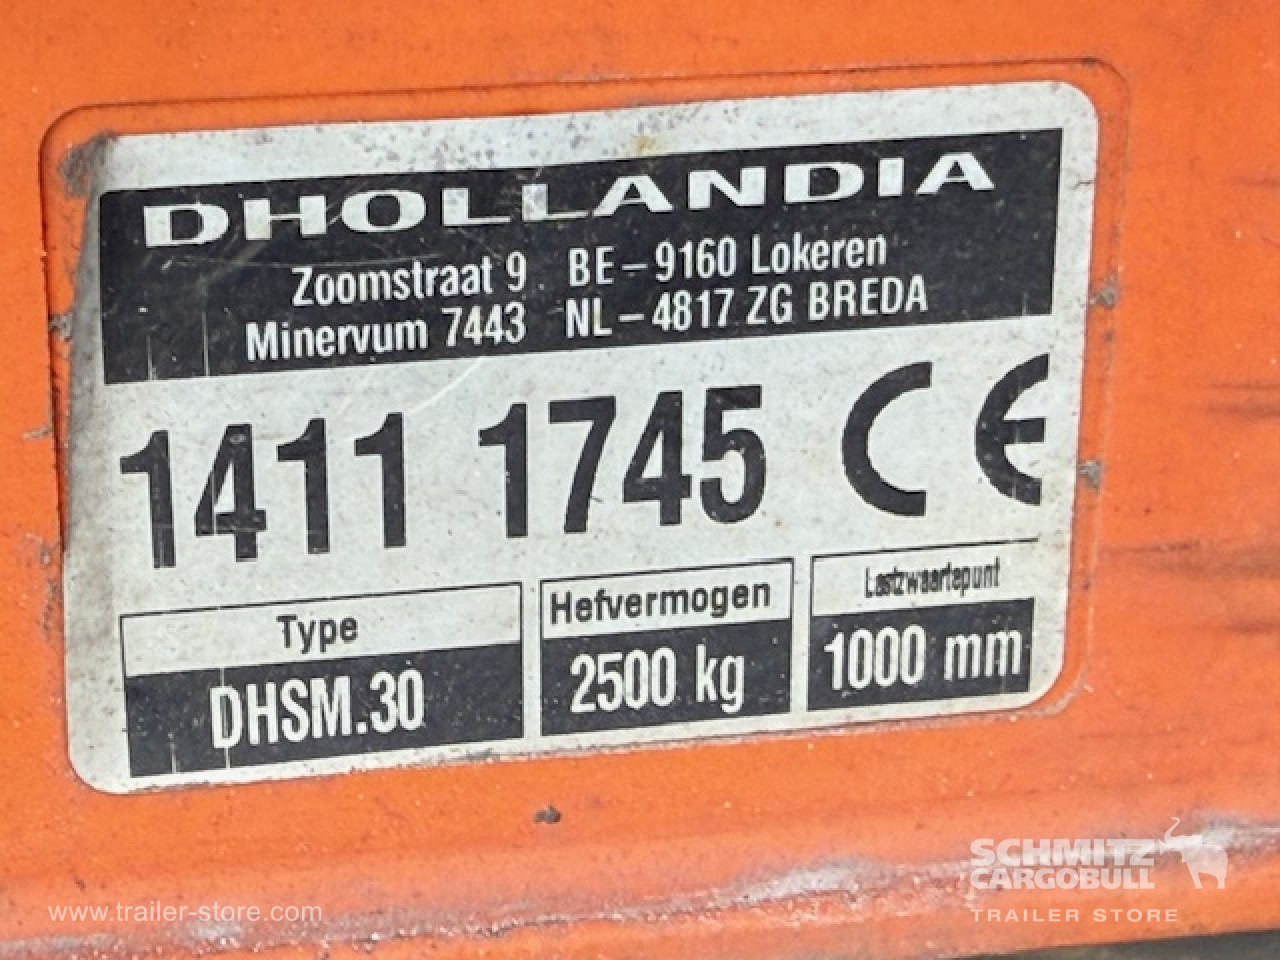 DHOLLANDIA
Zoomstraat 9 BE-9160 Lokeren
Minervum 7443 NL-4817 ZG BREDA
1411 1745 CE
Type Hefvermogen Lastzwaartepunt
DHSM.30 2500 kg 1000 mm
SCHMITZ
CARGOBULL
TRAILER STORE
www.trailer-store.com